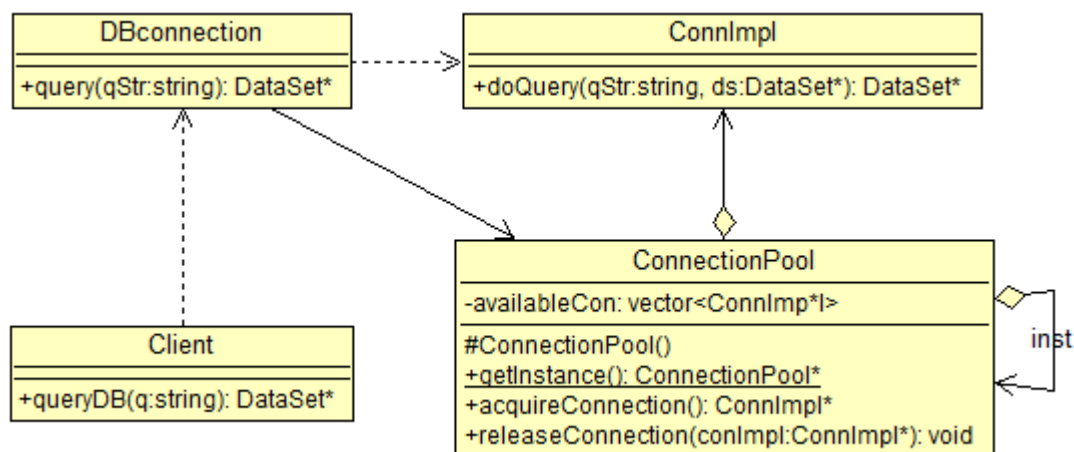 DBconnection
+query(qStr:string): DataSet*
ConnImpl
+doQuery(qStr:string, ds:DataSet*): DataSet*
ConnectionPool
-availableCon: vector<ConnImp*l>
#ConnectionPool()
+getInstance(): ConnectionPool*
+acquireConnection(): ConnImpl*
+releaseConnection(conImpl:ConnImpl*): void
inst
Client
+queryDB(q:string): DataSet*